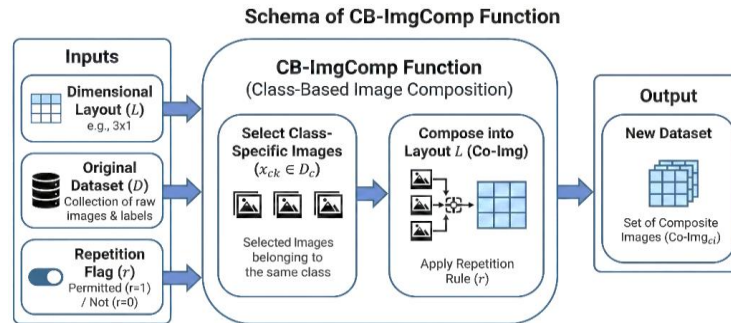 Schema of CB-ImgComp Function
Inputs
Dimensional
Layout (L)
e.g., 3x1
Original
Dataset (D)
Collection of raw
images & labels
Repetition
Flag (r)
Permitted (r=1)
/ Not (r=0)
CB-ImgComp Function
(Class-Based Image Composition)
Select Class-
Specific Images
(x_ck ∈ D_c)
Selected Images
belonging to
the same class
Compose into
Layout L (Co-Img)
Apply Repetition
Rule (r)
Output
New Dataset
Set of Composite
Images (Co-Img_ci)